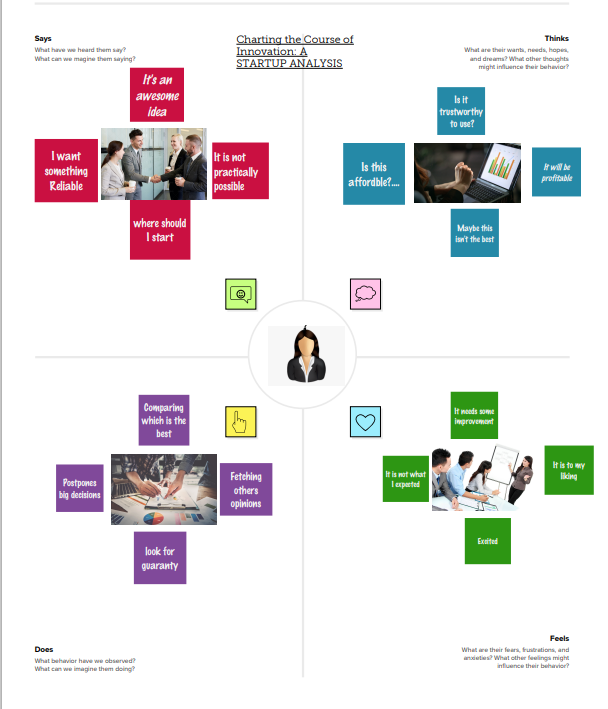 Says
What have we heard them say?
What can we magine them saying?
Charting the Course of
Innovation: A
STARTUP ANALYSIS
Thinks
What are their wants, needs, hopes,
and dreams? What other thoughts
might influence their behavior?
It's an
awesome
idea
I want
something
Reliable
It is not
practically
possible
where should
I start
Is it
trustworthy
to use?
Is this
affordble?....
It will be
profitable
Maybe this
isn't the best
Comparing
which is the
best
Postpones
big decisions
Fetching
others
opinions
look for
guaranty
It needs some
improvement
It is not what
I expected
It is to my
liking
Excited
Does
What behavior have we observed?
What can we imagine them doing?
Feels
What are their fears, frustrations, and
anxieties? What other feelings might
influence their behavior?